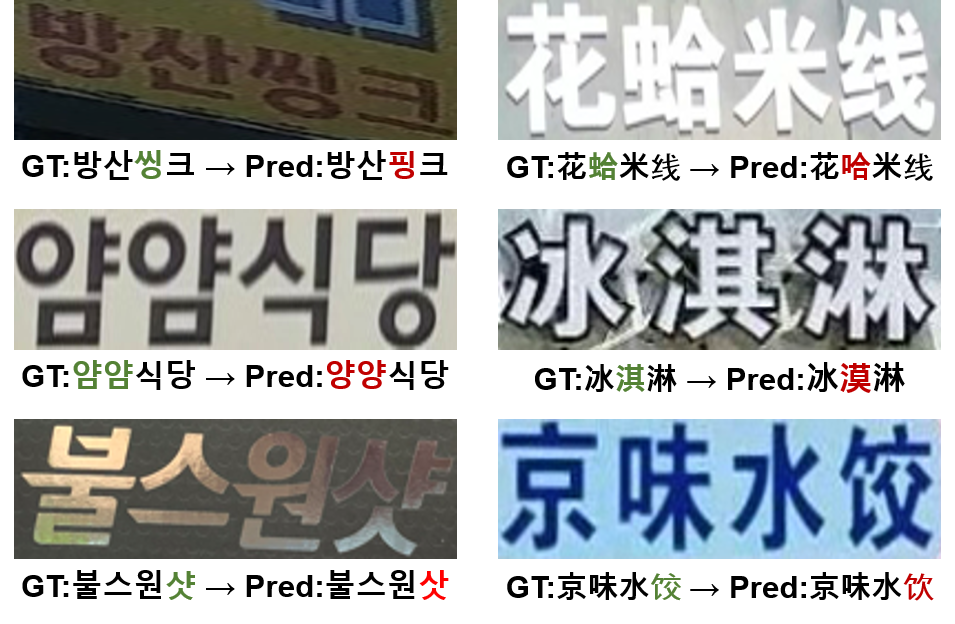 방산씽크
花蛤米线
GT:방산씽크 → Pred:방산핑크
GT:花蛤米线 → Pred:花哈米线
얌얌식당
冰淇淋
GT:얌얌식당 → Pred:양양식당
GT:冰淇淋 → Pred:冰漠淋
불스원샷
京味水饺
GT:불스원샷 → Pred:불스원삿
GT:京味水饺 → Pred:京味水饮